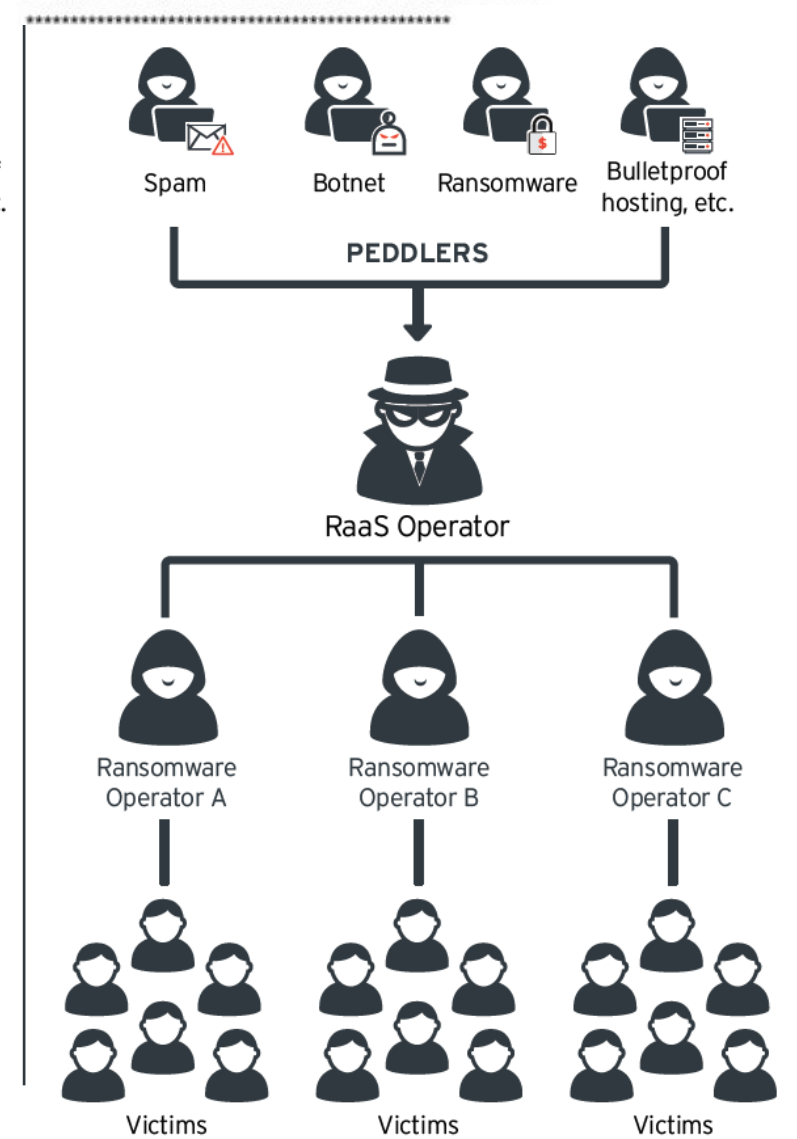 Spam
Botnet
Ransomware
Bulletproof
hosting, etc.
PEDDLERS
$
RaaS Operator
Ransomware
Operator A
Ransomware
Operator B
Ransomware
Operator C
Victims
Victims
Victims